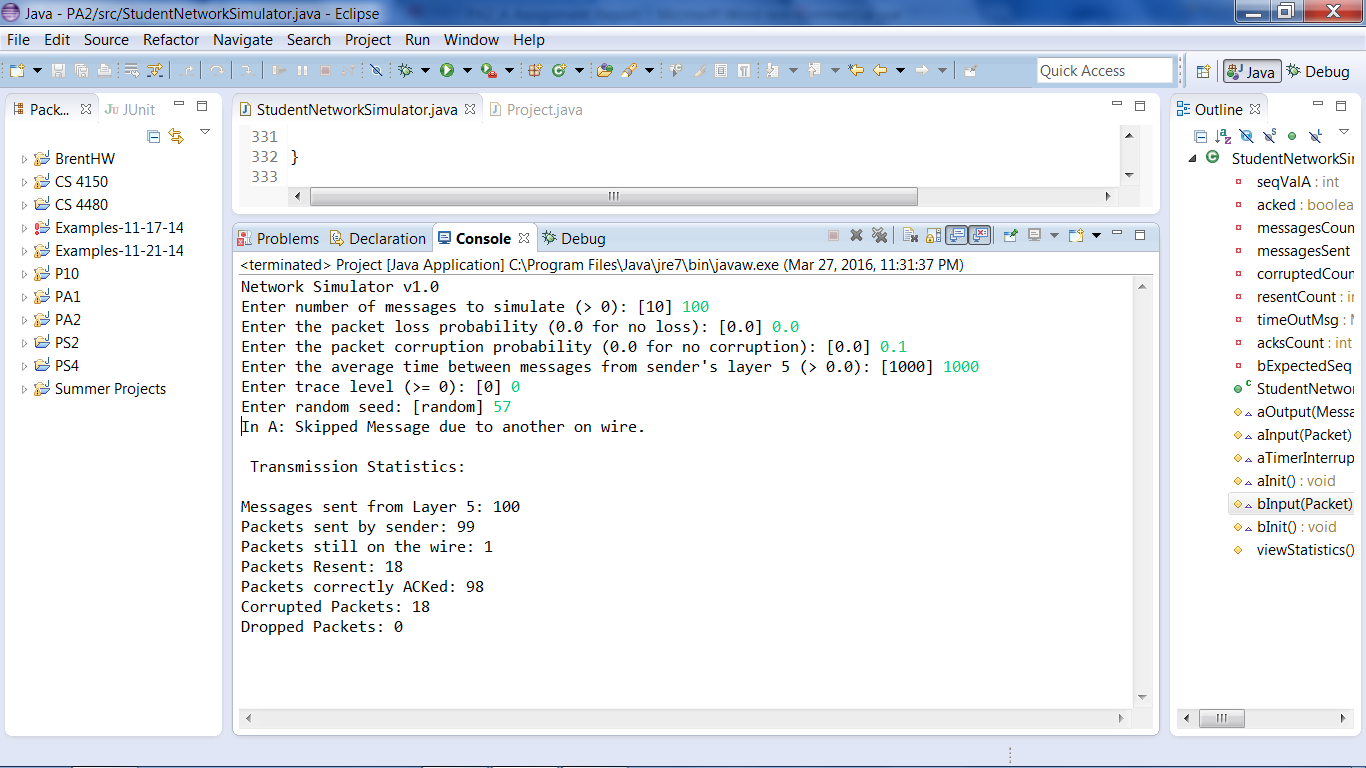 Java - PA2/src/StudentNetworkSimulator.java - Eclipse
File Edit Source Refactor Navigate Search Project Run Window Help
Quick Access
Java
Debug
Pack...
JUnit
BrentHW
CS 4150
CS 4480
Examples-11-17-14
Examples-11-21-14
P10
PA1
PA2
PS2
PS4
Summer Projects
StudentNetworkSimulator.java
Project.java
331
332 }
333
Problems Declaration Console Debug
<terminated> Project [Java Application] C:\Program Files\Java\jre7\bin\javaw.exe (Mar 27, 2016, 11:31:37 PM)
Network Simulator v1.0
Enter number of messages to simulate (> 0): [10] 100
Enter the packet loss probability (0.0 for no loss): [0.0] 0.0
Enter the packet corruption probability (0.0 for no corruption): [0.0] 0.1
Enter the average time between messages from sender's layer 5 (> 0.0): [1000] 1000
Enter trace level (>= 0): [0] 0
Enter random seed: [random] 57
In A: Skipped Message due to another on wire.
Transmission Statistics:
Messages sent from Layer 5: 100
Packets sent by sender: 99
Packets still on the wire: 1
Packets Resent: 18
Packets correctly ACKed: 98
Corrupted Packets: 18
Dropped Packets: 0
Outline
StudentNetworkSi
seqValA : int
acked : boolea
messagesCoun
messagesSent
corruptedCou
resentCount : i
timeOutMsg : M
acksCount : int
bExpectedSeq
StudentNetwo
aOutput(Messa
aInput(Packet)
aTimerInterrup
aInit() : void
bInput(Packet)
bInit() : void
viewStatistics()